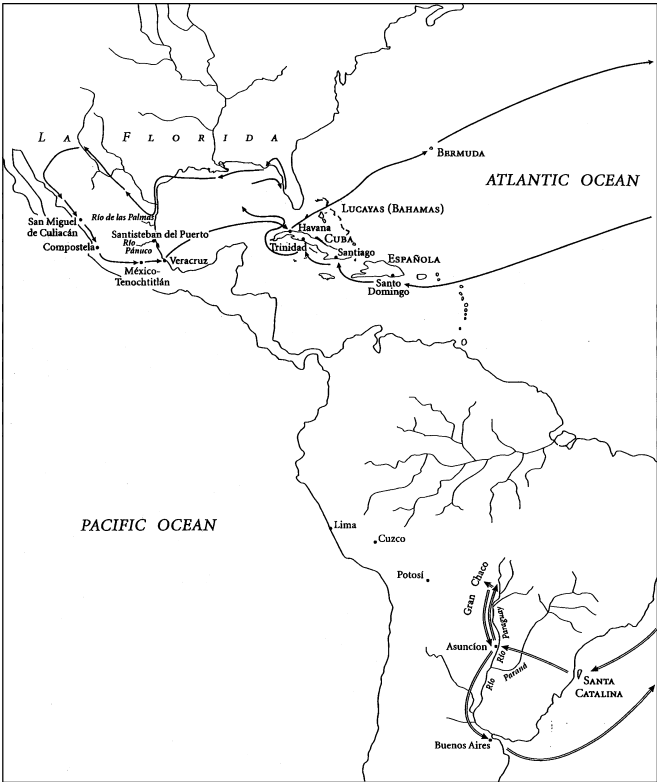 BERMUDA
LA FLORIDA
ATLANTIC OCEAN
LUCAYAS (BAHAMAS)
San Miguel
de Culiacán
Río de las Palmas
Havana
Santisteban del Puerto
CUBA
Compostela
Río
Pánuco
Trinidad
Santiago
ESPAÑOLA
Veracruz
México-
Tenochtitlán
Santo
Domingo
PACIFIC OCEAN
Lima
Cuzco
Potosí
Gran Chaco
Río Paraguay
Asuncíon
Río Paraná
SANTA
CATALINA
Buenos Aires